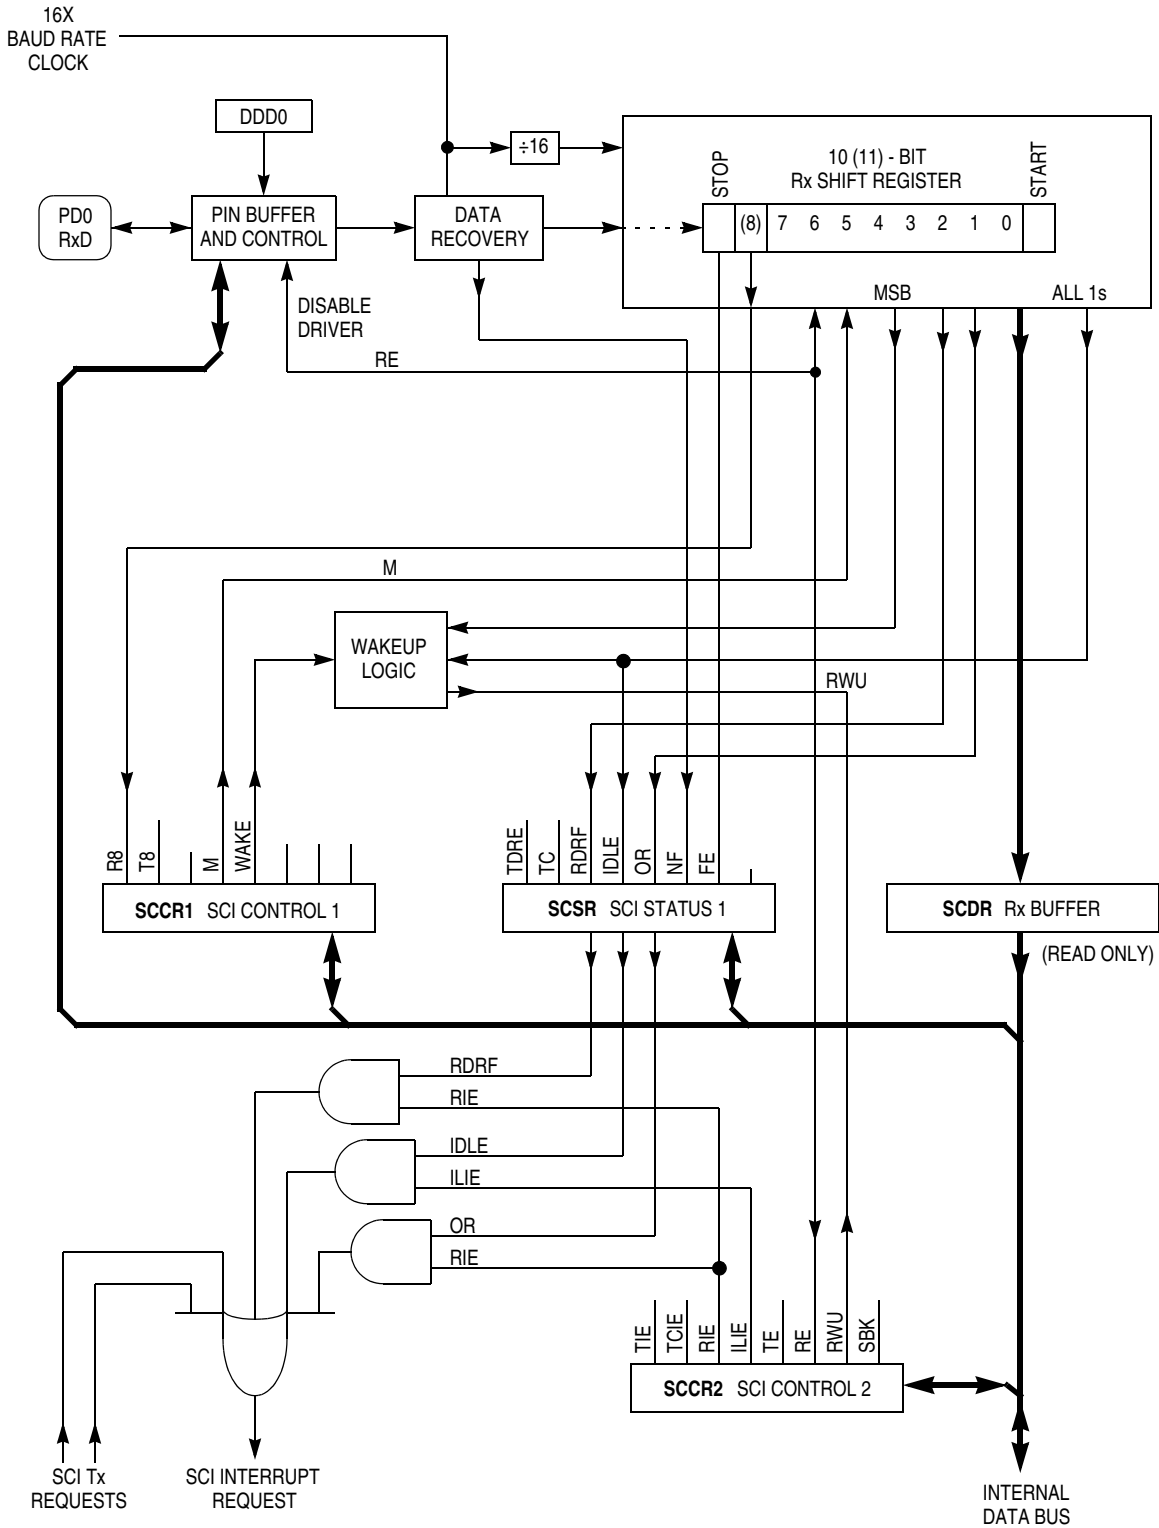 16X
BAUD RATE
CLOCK
DDD0
÷16
STOP
10 (11) - BIT
Rx SHIFT REGISTER
START
PD0
RxD
PIN BUFFER
AND CONTROL
DATA
RECOVERY
(8) 7 6 5 4 3 2 1 0
DISABLE
DRIVER
MSB
ALL 1s
RE
M
WAKEUP
LOGIC
RWU
R8
T8
M
WAKE
TDRE
TC
RDRF
IDLE
OR
NF
FE
SCCR1 SCI CONTROL 1
SCSR SCI STATUS 1
SCDR Rx BUFFER
(READ ONLY)
RDRF
RIE
IDLE
ILIE
OR
RIE
TIE
TCIE
RIE
ILIE
TE
RE
RWU
SBK
SCCR2 SCI CONTROL 2
SCI Tx
REQUESTS
SCI INTERRUPT
REQUEST
INTERNAL
DATA BUS